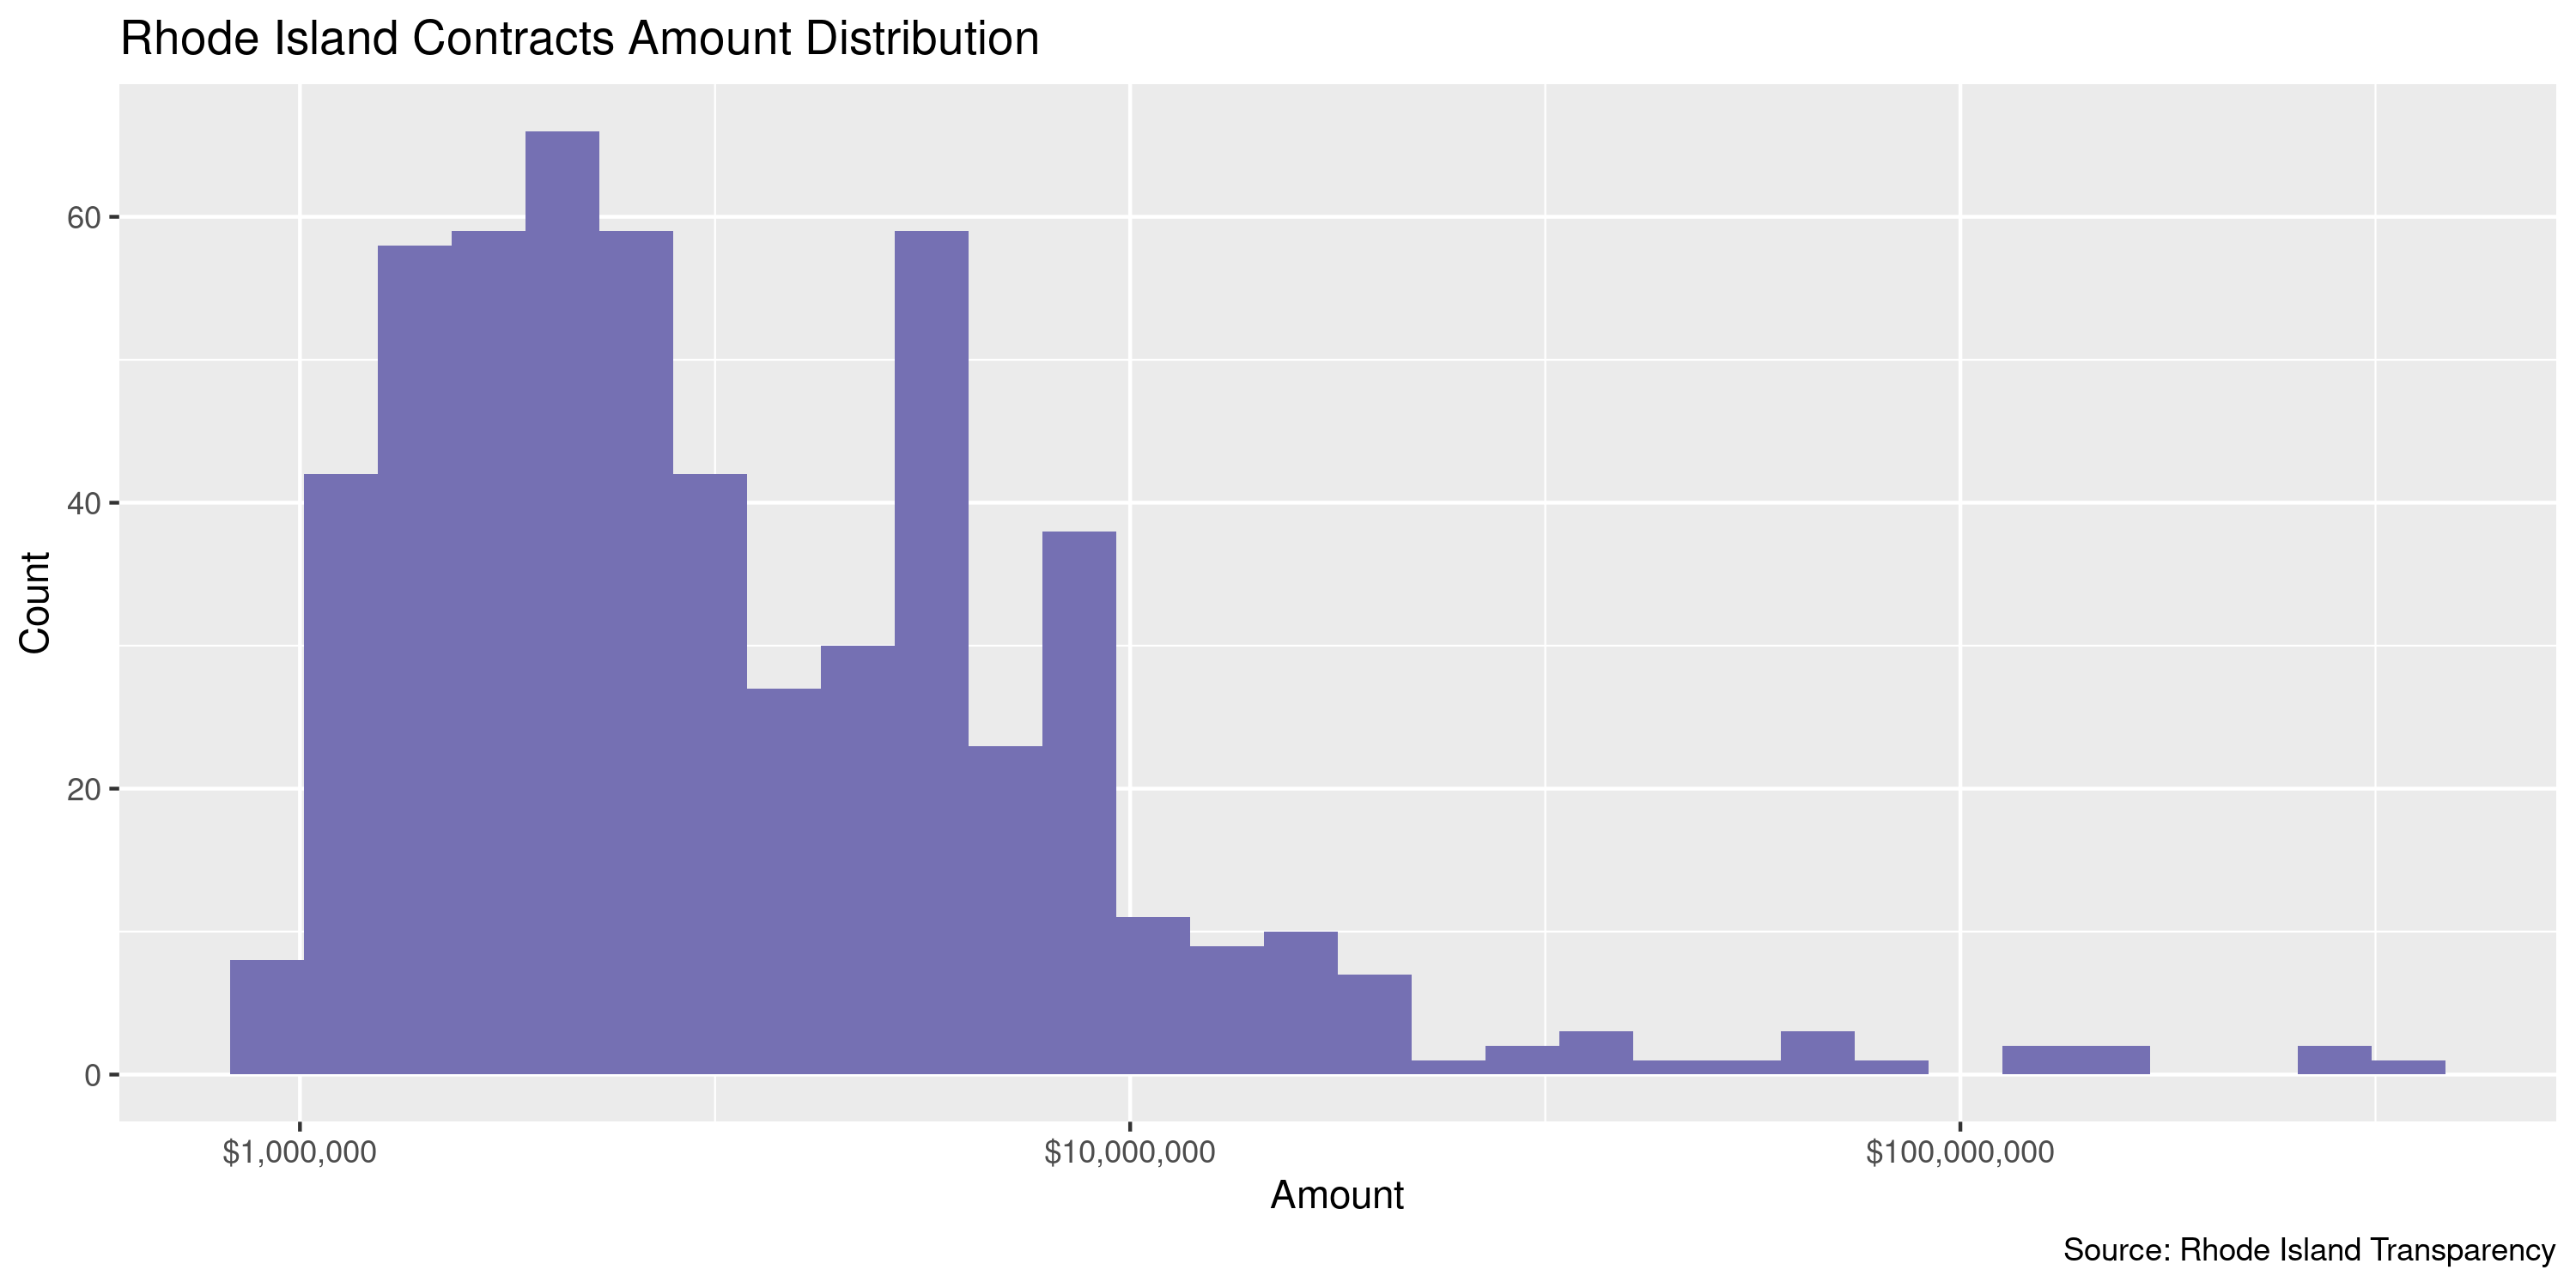 Rhode Island Contracts Amount Distribution
60
40
20
0
Count
$1,000,000
$10,000,000
$100,000,000
Amount
Source: Rhode Island Transparency